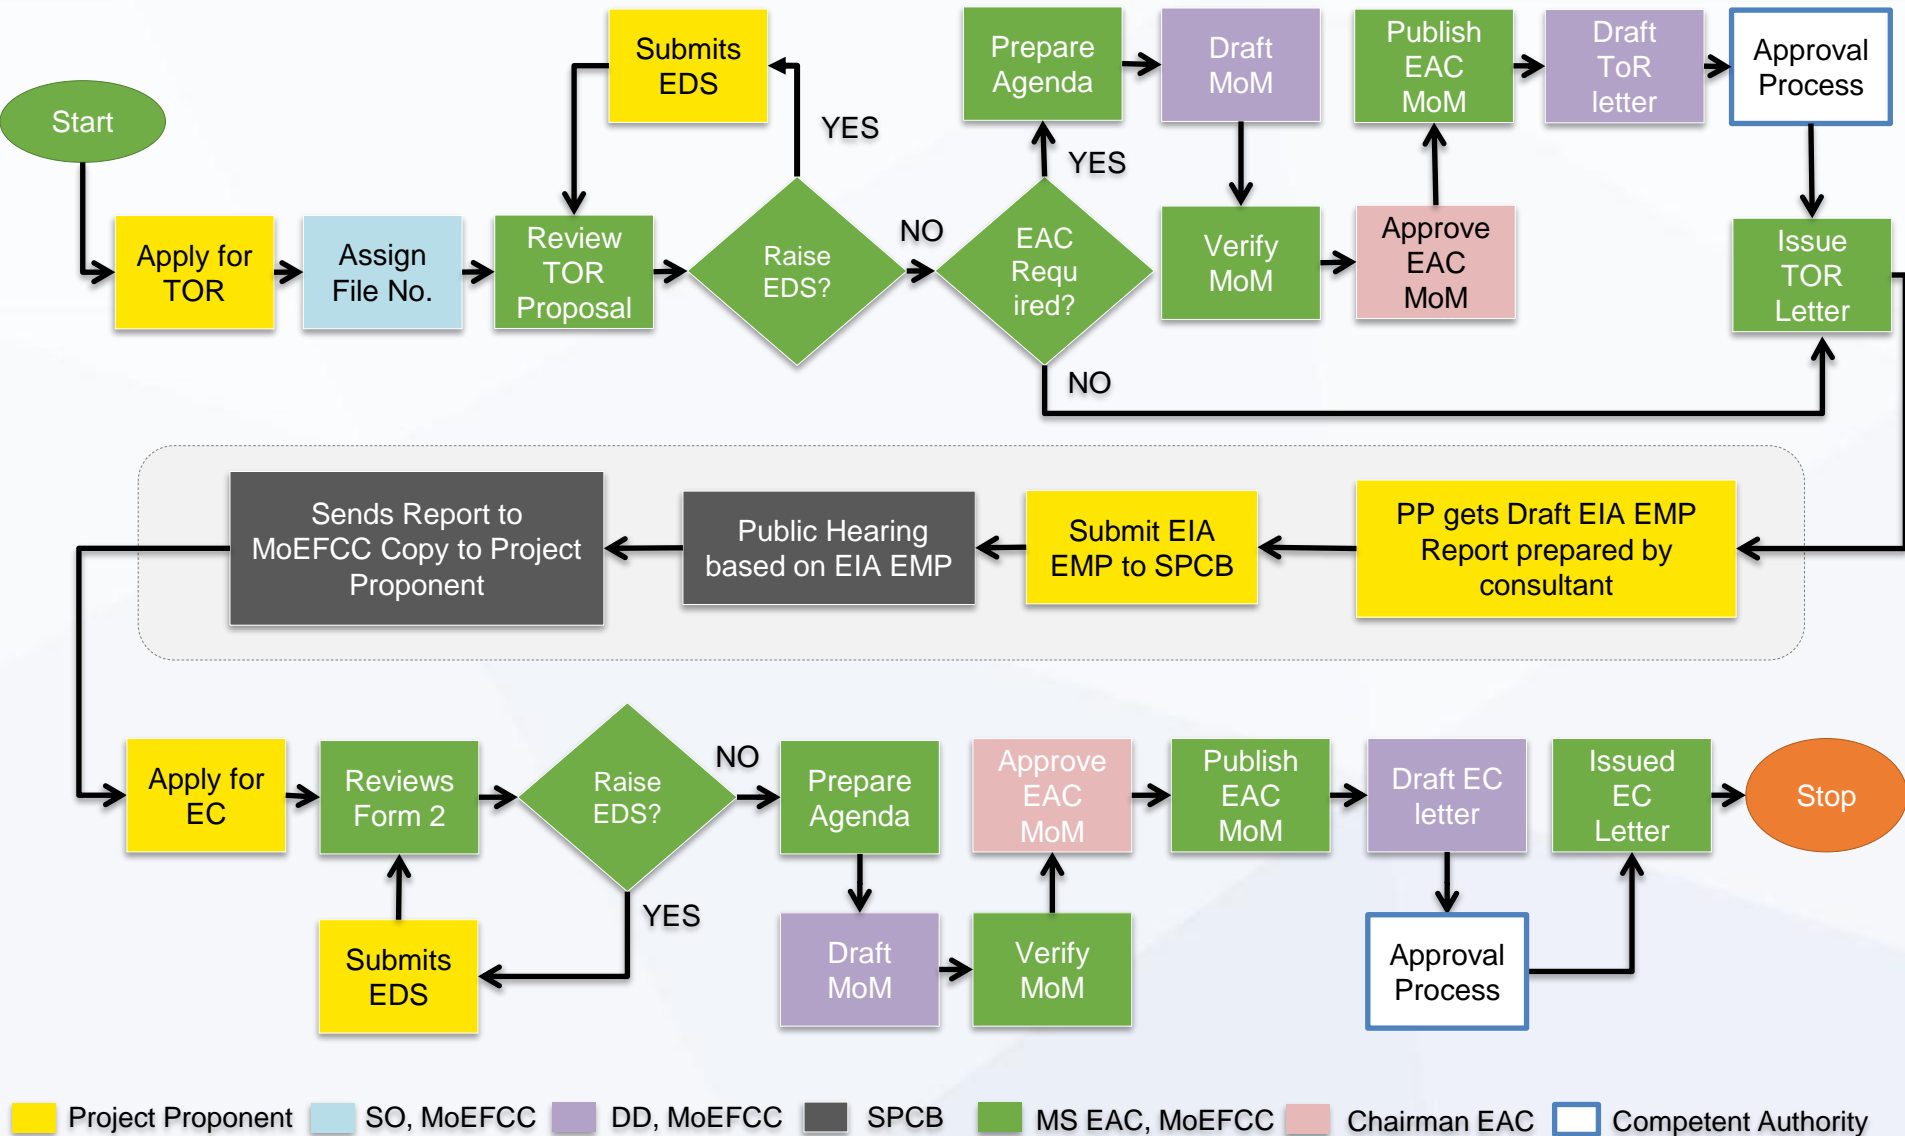 Start
Apply for
TOR
Assign
File No.
Review
TOR
Proposal
Submits
EDS
YES
Raise
EDS?
NO
EAC
Requ
ired?
YES
NO
Prepare
Agenda
Draft
MoM
Verify
MoM
Approve
EAC
MoM
Publish
EAC
MoM
Draft
ToR
letter
Approval
Process
Issue
TOR
Letter
PP gets Draft EIA EMP
Report prepared by
consultant
Submit EIA
EMP to SPCB
Public Hearing
based on EIA EMP
Sends Report to
MoEFCC Copy to Project
Proponent
Apply for
EC
Reviews
Form 2
Raise
EDS?
YES
Submits
EDS
NO
Prepare
Agenda
Draft
MoM
Verify
MoM
Approve
EAC
MoM
Publish
EAC
MoM
Draft EC
letter
Approval
Process
Issued
EC
Letter
Stop
Project Proponent
SO, MoEFCC
DD, MoEFCC
SPCB
MS EAC, MoEFCC
Chairman EAC
Competent Authority